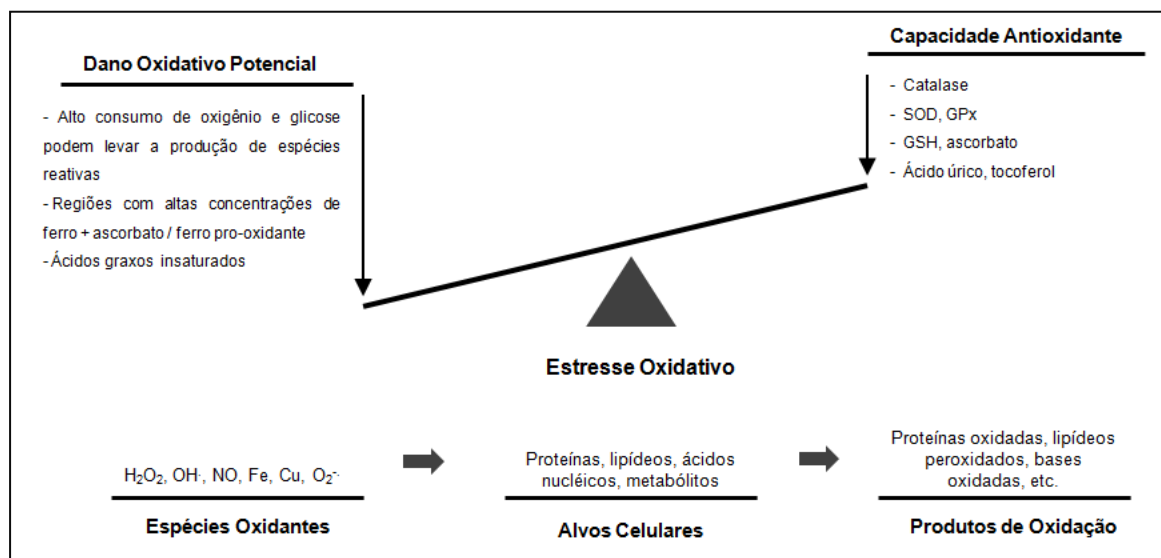 Dano Oxidativo Potencial
- Alto consumo de oxigênio e glicose
podem levar a produção de espécies
reativas
- Regiões com altas concentrações de
ferro + ascorbato / ferro pro-oxidante
- Ácidos graxos insaturados
Capacidade Antioxidante
- Catalase
- SOD, GPx
- GSH, ascorbato
- Ácido úrico, tocoferol
Estresse Oxidativo
H₂O₂, OH·, NO, Fe, Cu, O₂⁻·
Espécies Oxidantes
Proteínas, lipídeos, ácidos
nucléicos, metabólitos
Alvos Celulares
Proteínas oxidadas, lipídeos
peroxidados, bases
oxidadas, etc.
Produtos de Oxidação